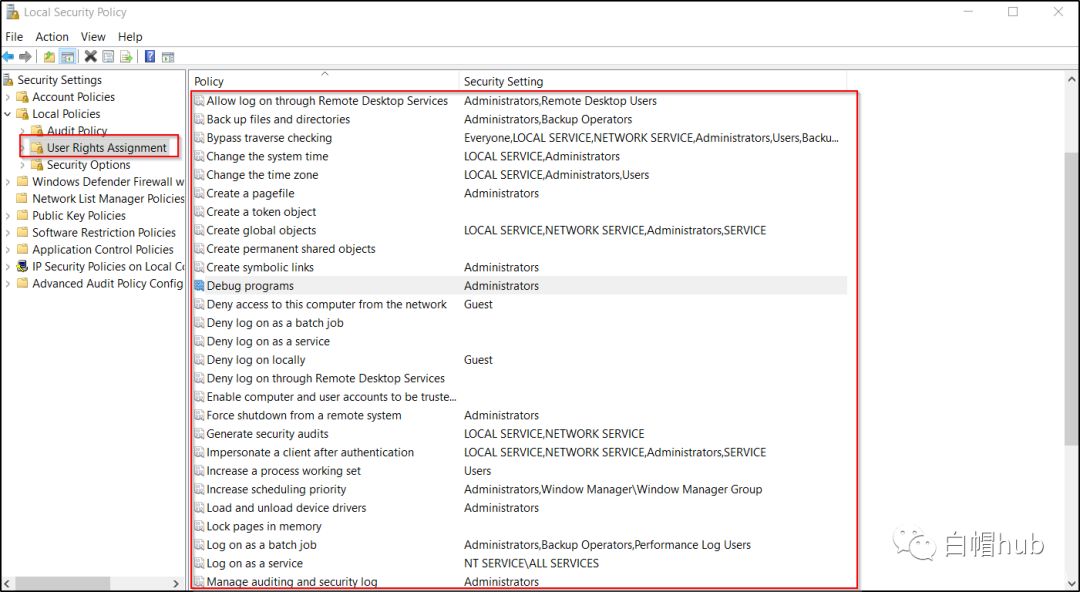 Local Security Policy
File Action View Help
Security Settings
Account Policies
Local Policies
Audit Policy
User Rights Assignment
Security Options
Windows Defender Firewall w
Network List Manager Policies
Public Key Policies
Software Restriction Policies
Application Control Policies
IP Security Policies on Local Co
Advanced Audit Policy Config
Policy Security Setting
Allow log on through Remote Desktop Services Administrators,Remote Desktop Users
Back up files and directories Administrators,Backup Operators
Bypass traverse checking Everyone,LOCAL SERVICE,NETWORK SERVICE,Administrators,Users,Backu...
Change the system time LOCAL SERVICE,Administrators
Change the time zone LOCAL SERVICE,Administrators,Users
Create a pagefile Administrators
Create a token object
Create global objects LOCAL SERVICE,NETWORK SERVICE,Administrators,SERVICE
Create permanent shared objects
Create symbolic links Administrators
Debug programs Administrators
Deny access to this computer from the network Guest
Deny log on as a batch job
Deny log on as a service
Deny log on locally Guest
Deny log on through Remote Desktop Services
Enable computer and user accounts to be truste...
Force shutdown from a remote system Administrators
Generate security audits LOCAL SERVICE,NETWORK SERVICE
Impersonate a client after authentication LOCAL SERVICE,NETWORK SERVICE,Administrators,SERVICE
Increase a process working set Users
Increase scheduling priority Administrators,Window Manager\Window Manager Group
Load and unload device drivers Administrators
Lock pages in memory
Log on as a batch job Administrators,Backup Operators,Performance Log Users
Log on as a service NT SERVICE\ALL SERVICES
Manage auditing and security log Administrators
白帽hub